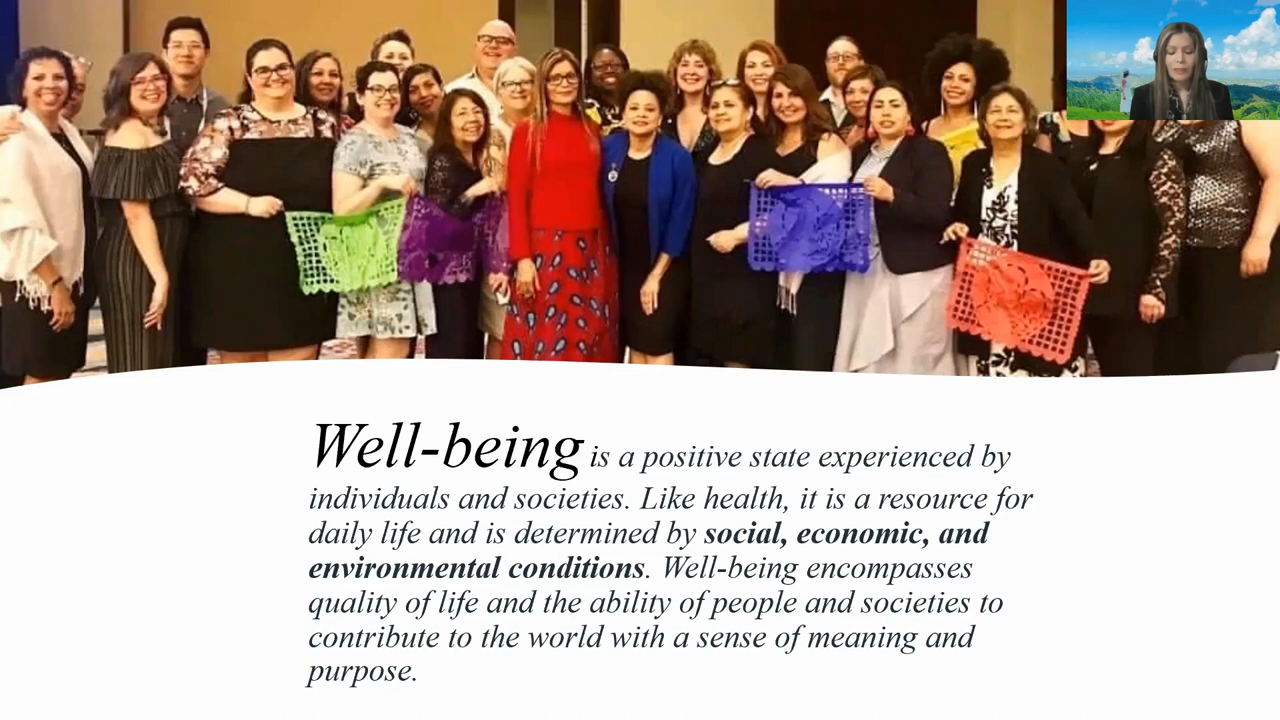 Well-being is a positive state experienced by
individuals and societies. Like health, it is a resource for
daily life and is determined by social, economic, and
environmental conditions. Well-being encompasses
quality of life and the ability of people and societies to
contribute to the world with a sense of meaning and
purpose.